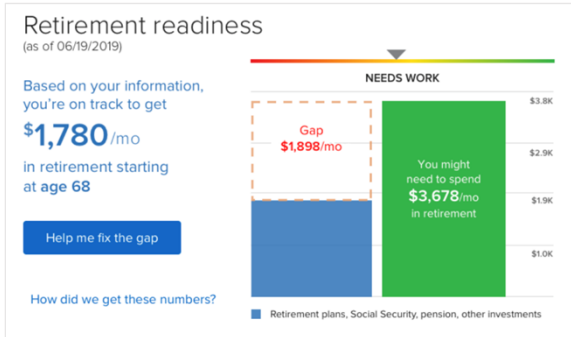 Retirement readiness
(as of 06/19/2019)
Based on your information,
you're on track to get
$1,780/mo
in retirement starting
at age 68
Help me fix the gap
How did we get these numbers?
NEEDS WORK
Gap
$1,898/mo
You might
need to spend
$3,678/mo
in retirement
$3.8K
$2.9K
$1.9K
$1.0K
Retirement plans, Social Security, pension, other investments